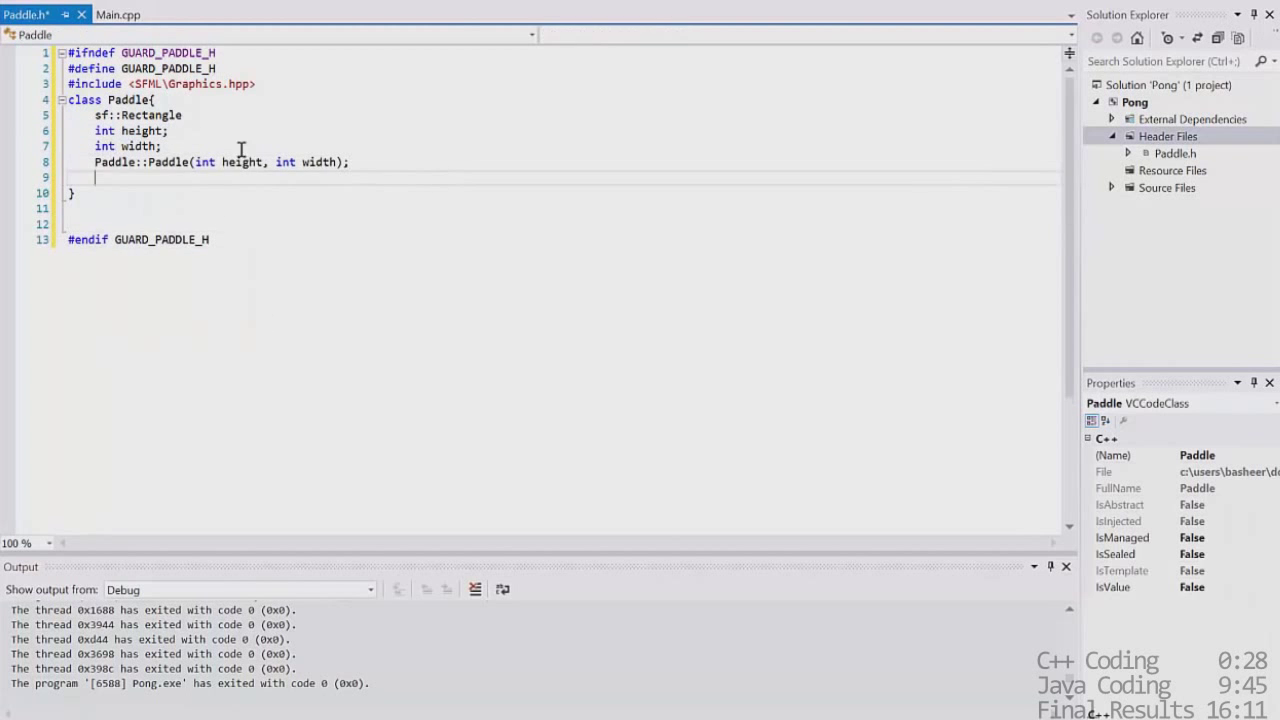 Paddle.h*
Main.cpp
Paddle
1 #ifndef GUARD_PADDLE_H
2 #define GUARD_PADDLE_H
3 #include <SFML\Graphics.hpp>
4 class Paddle{
5 sf::Rectangle
6 int height;
7 int width;
8 Paddle::Paddle(int height, int width);
9
10 }
11
12
13 #endif GUARD_PADDLE_H
100 %
Solution Explorer
Search Solution Explorer (Ctrl+;)
Solution 'Pong' (1 project)
Pong
External Dependencies
Header Files
Paddle.h
Resource Files
Source Files
Properties
Paddle VCCodeClass
C++
(Name) Paddle
File c:\users\basheer\do
FullName Paddle
IsAbstract False
IsInjected False
IsManaged False
IsSealed False
IsTemplate False
IsValue False
Output
Show output from: Debug
The thread 0x1688 has exited with code 0 (0x0).
The thread 0x3944 has exited with code 0 (0x0).
The thread 0xd44 has exited with code 0 (0x0).
The thread 0x3698 has exited with code 0 (0x0).
The thread 0x398c has exited with code 0 (0x0).
The program '[6588] Pong.exe' has exited with code 0 (0x0).
C++ Coding 0:28
Java Coding 9:45
Final Results 16:11
C++